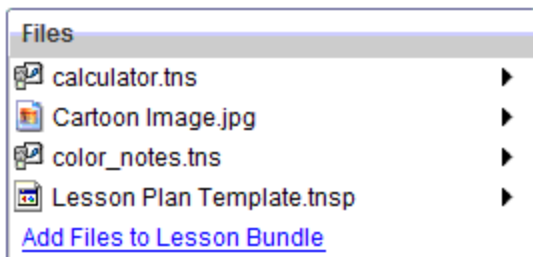 Files
calculator.tns
Cartoon Image.jpg
color_notes.tns
Lesson Plan Template.tnsp
Add Files to Lesson Bundle